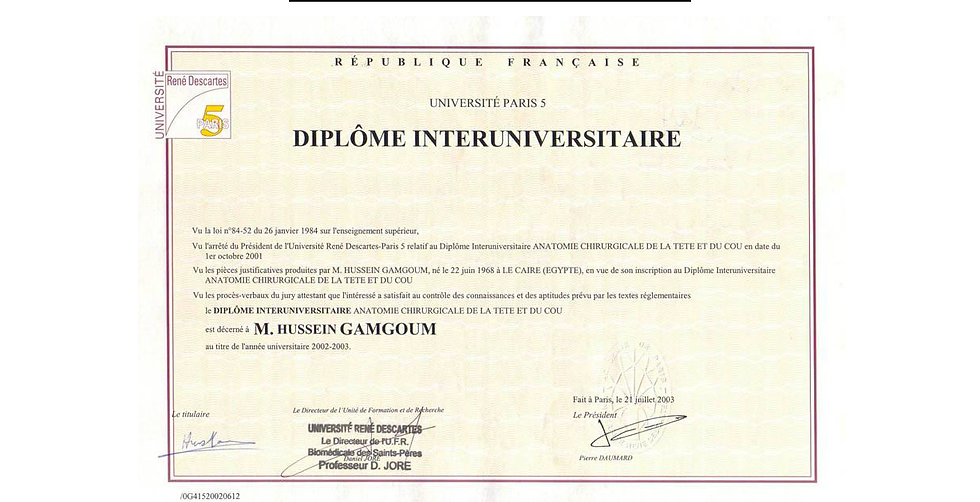 RÉPUBLIQUE FRANÇAISE
UNIVERSITÉ
René Descartes
5
PARIS
UNIVERSITÉ PARIS 5
DIPLÔME INTERUNIVERSITAIRE
Vu la loi n°84-52 du 26 janvier 1984 sur l'enseignement supérieur,
Vu l'arrêté du Président de l'Université René Descartes-Paris 5 relatif au Diplôme Interuniversitaire ANATOMIE CHIRURGICALE DE LA TETE ET DU COU en date du
1er octobre 2001
Vu les pièces justificatives produites par M. HUSSEIN GAMGOUM, né le 22 juin 1968 à LE CAIRE (EGYPTE), en vue de son inscription au Diplôme Interuniversitaire
ANATOMIE CHIRURGICALE DE LA TETE ET DU COU
Vu les procès-verbaux du jury attestant que l'intéressé a satisfait au contrôle des connaissances et des aptitudes prévu par les textes règlementaires
le DIPLÔME INTERUNIVERSITAIRE ANATOMIE CHIRURGICALE DE LA TETE ET DU COU
est décerné à M. HUSSEIN GAMGOUM
au titre de l'année universitaire 2002-2003.
Fait à Paris, le 21 juillet 2003
Le titulaire
Le Directeur de l'Unité de Formation et de Recherche
Le Président
UNIVERSITÉ RENÉ DESCARTES
Le Directeur de l'U.F.R.
Biomédicale des Saints-Pères
Daniel JORE
Professeur D. JORE
Pierre DAUMARD
/0G41520020612